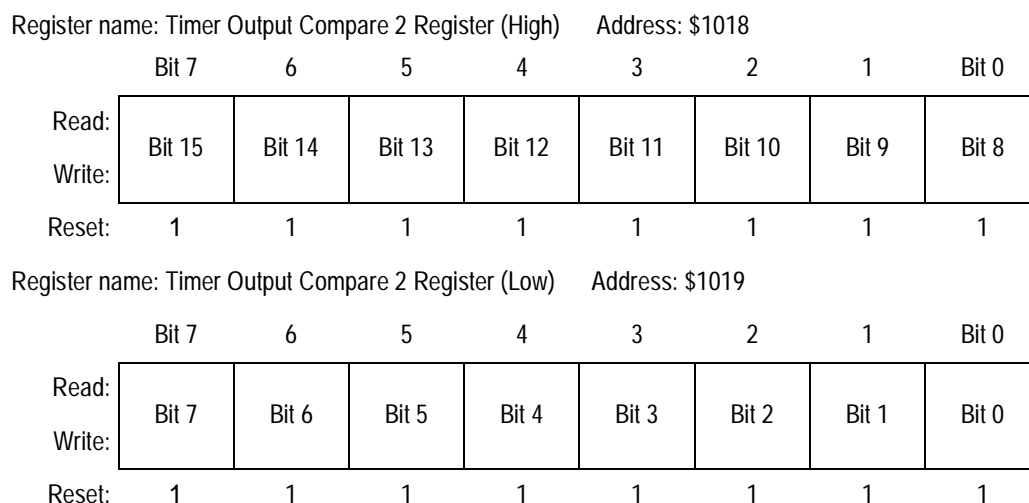 Register name: Timer Output Compare 2 Register (High) Address: $1018
Bit 7 6 5 4 3 2 1 Bit 0
Read:
Bit 15 Bit 14 Bit 13 Bit 12 Bit 11 Bit 10 Bit 9 Bit 8
Write:
Reset: 1 1 1 1 1 1 1 1
Register name: Timer Output Compare 2 Register (Low) Address: $1019
Bit 7 6 5 4 3 2 1 Bit 0
Read:
Bit 7 Bit 6 Bit 5 Bit 4 Bit 3 Bit 2 Bit 1 Bit 0
Write:
Reset: 1 1 1 1 1 1 1 1